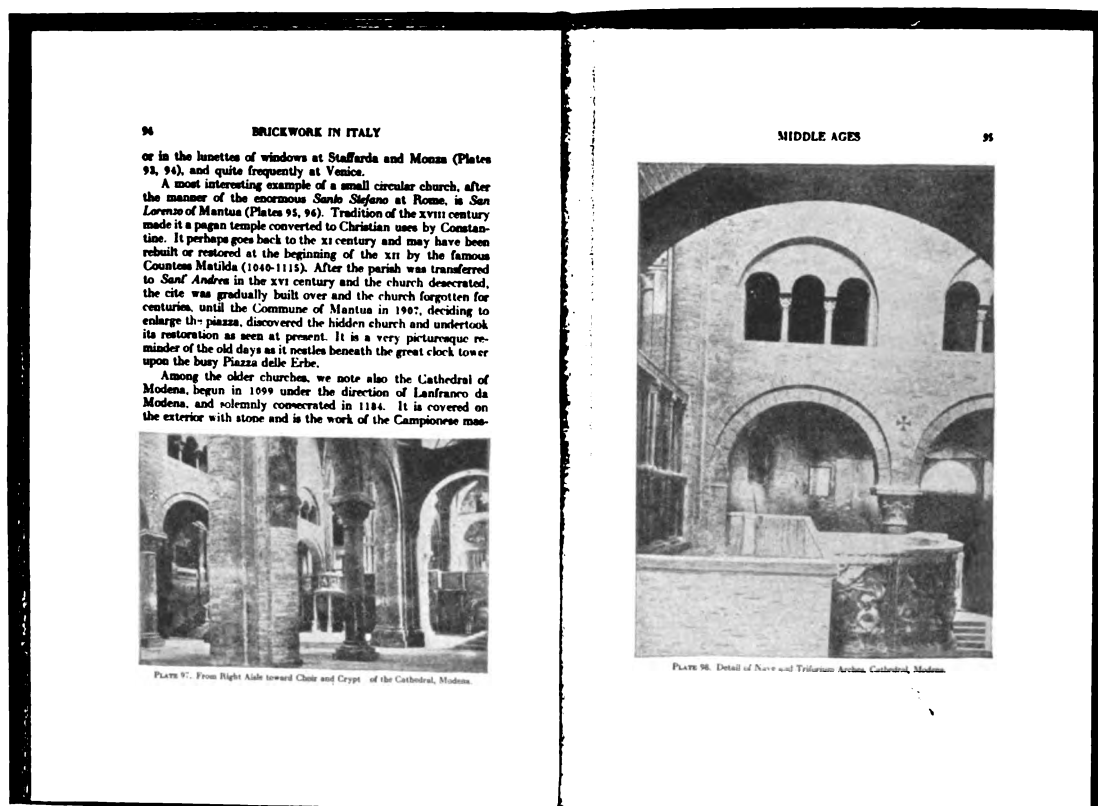 94 BRICKWORK IN ITALY
or in the lunettes of windows at Staffarda and Monza (Plates
93, 94), and quite frequently at Venice.
A most interesting example of a small circular church, after
the manner of the enormous Santo Stefano at Rome, is San
Lorenzo of Mantua (Plates 95, 96). Tradition of the XVIII century
made it a pagan temple converted to Christian uses by Constan-
tine. It perhaps goes back to the XI century and may have been
rebuilt or restored at the beginning of the XII by the famous
Countess Matilda (1040-1115). After the parish was transferred
to Sant' Andrea in the XVI century and the church desecrated,
the cite was gradually built over and the church forgotten for
centuries, until the Commune of Mantua in 1907, deciding to
enlarge the piazza, discovered the hidden church and undertook
its restoration as seen at present. It is a very picturesque re-
minder of the old days as it nestles beneath the great clock tower
upon the busy Piazza delle Erbe.
Among the older churches, we note also the Cathedral of
Modena, begun in 1099 under the direction of Lanfranco da
Modena, and solemnly consecrated in 1184. It is covered on
the exterior with stone and is the work of the Campionese mas-
PLATE 97. From Right Aisle toward Choir and Crypt of the Cathedral, Modena.
MIDDLE AGES 95
PLATE 98. Detail of Nave and Triforium Arches, Cathedral, Modena.